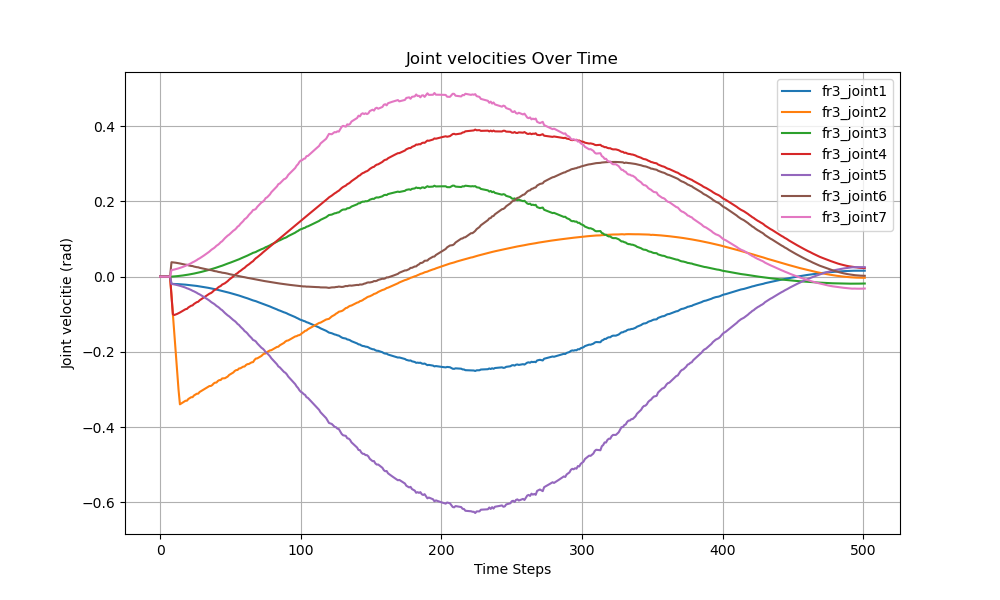 Joint velocities Over Time
fr3_joint1
fr3_joint2
fr3_joint3
fr3_joint4
fr3_joint5
fr3_joint6
fr3_joint7
Joint velocitie (rad)
0.4
0.2
0.0
−0.2
−0.4
−0.6
0
100
200
300
400
500
Time Steps